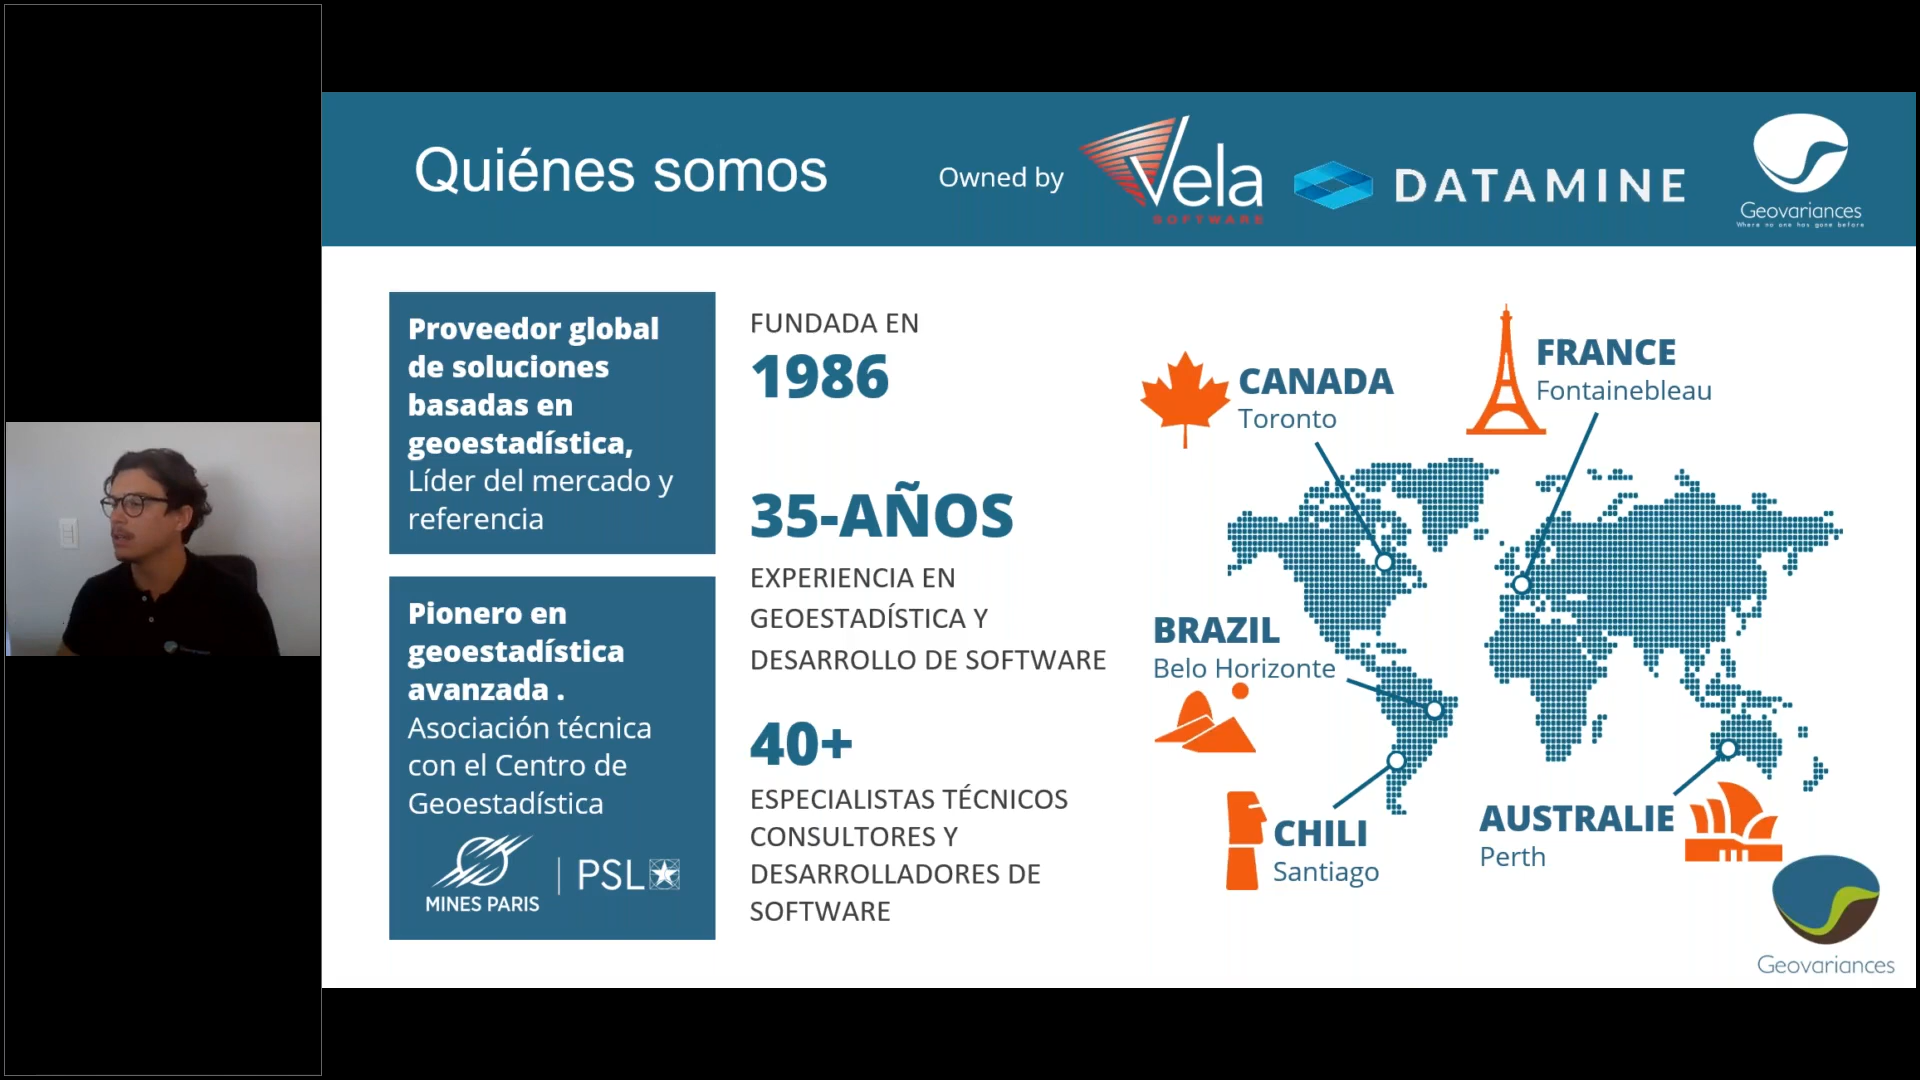 Quiénes somos
Owned by
Vela
SOFTWARE
DATAMINE
Geovariances
Where no one has gone before
Proveedor global
de soluciones
basadas en
geoestadística,
Líder del mercado y
referencia
Pionero en
geoestadística
avanzada .
Asociación técnica
con el Centro de
Geoestadística
MINES PARIS
PSL
FUNDADA EN
1986
35-AÑOS
EXPERIENCIA EN
GEOESTADÍSTICA Y
DESARROLLO DE SOFTWARE
40+
ESPECIALISTAS TÉCNICOS
CONSULTORES Y
DESARROLLADORES DE
SOFTWARE
CANADA
Toronto
FRANCE
Fontainebleau
BRAZIL
Belo Horizonte
CHILI
Santiago
AUSTRALIE
Perth
Geovariances